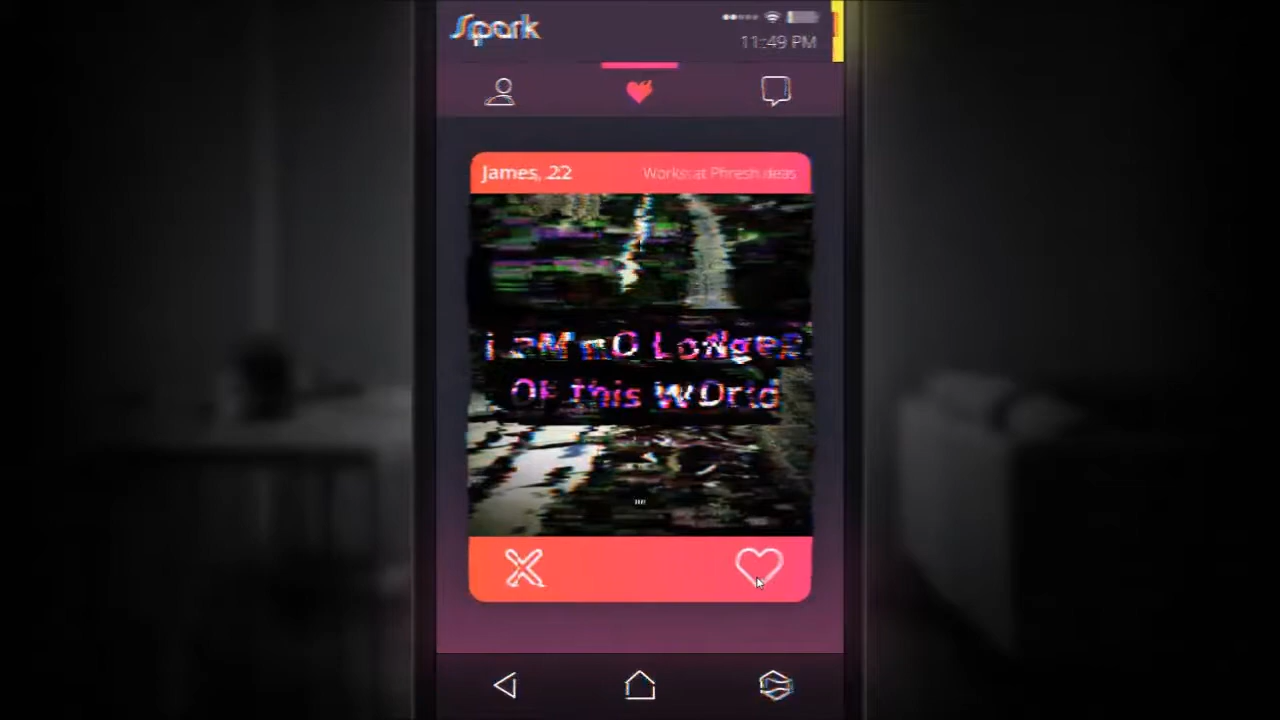 Spark
11:49 PM
James, 22
Works at Phresh Ideas
i aM nO LoNgeR
OF this WOrld